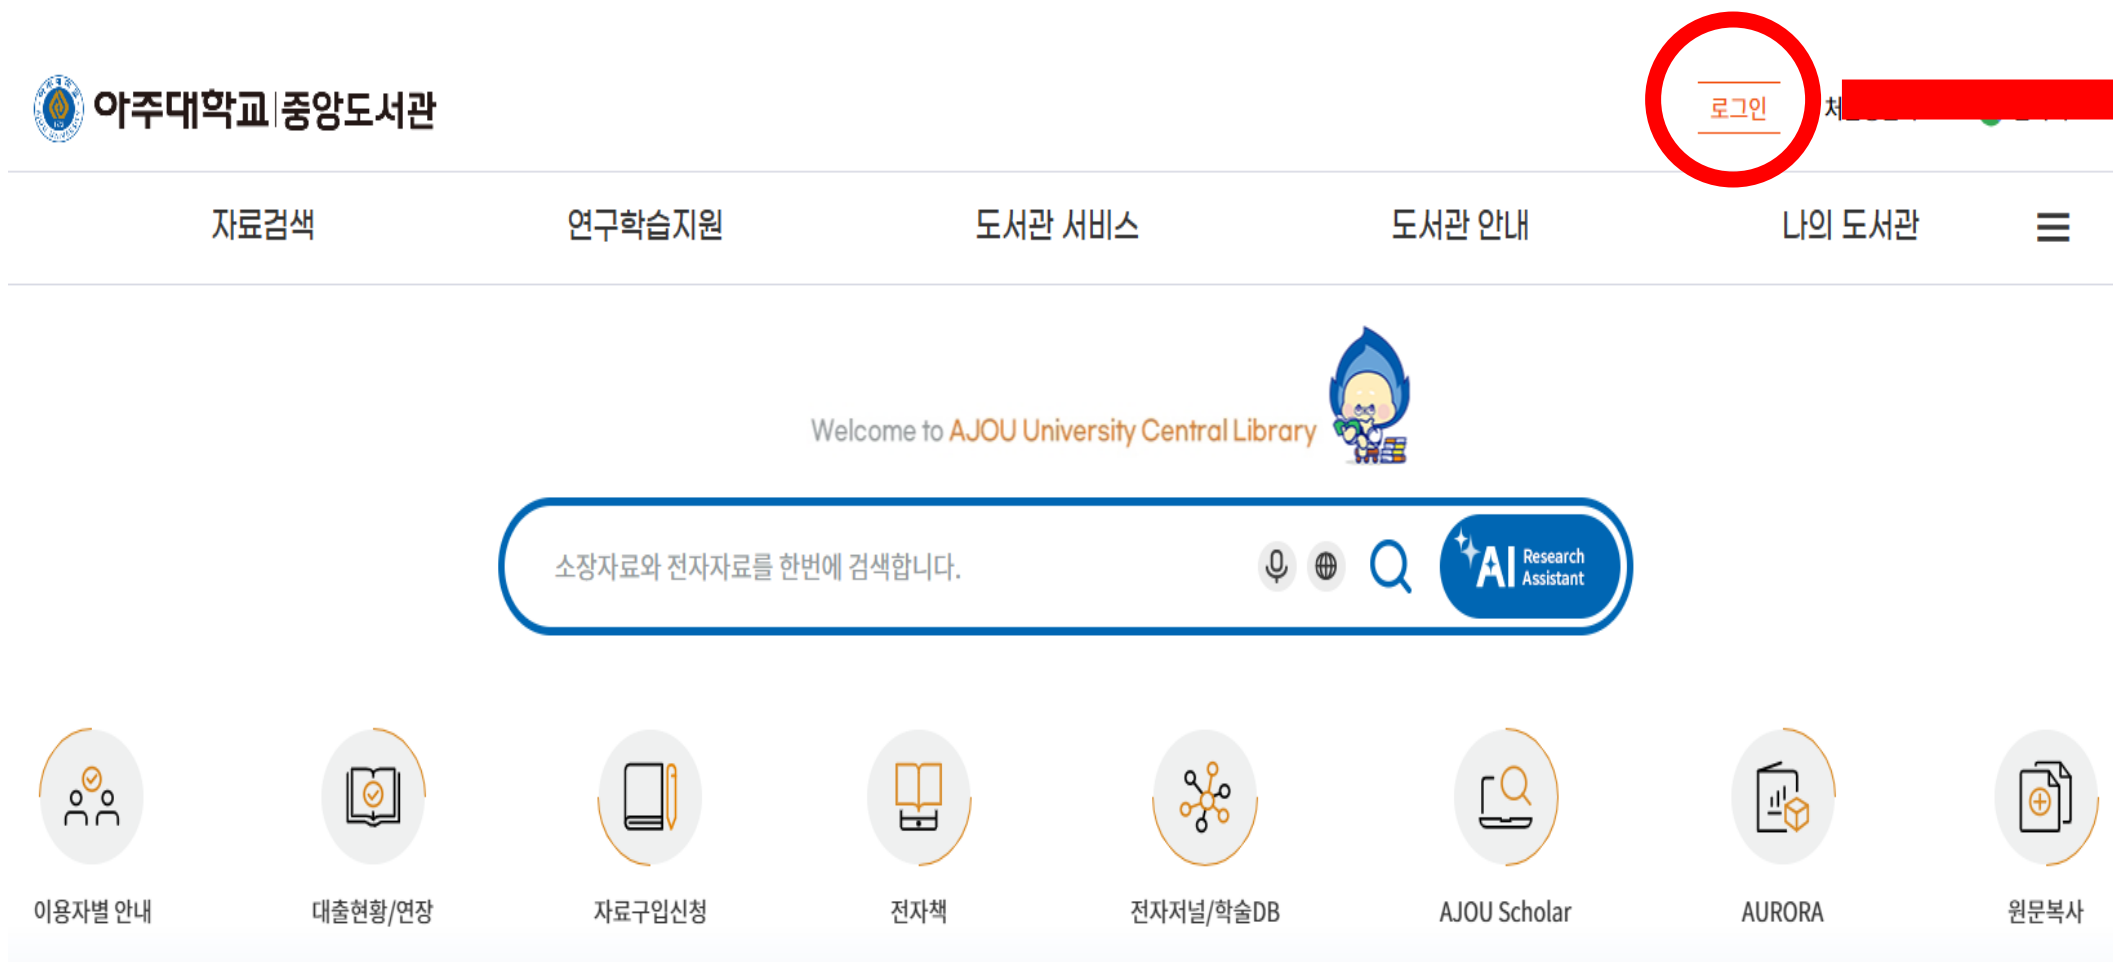 아주대학교 중앙도서관
로그인
자료검색 연구학습지원 도서관 서비스 도서관 안내 나의 도서관
Welcome to AJOU University Central Library
소장자료와 전자자료를 한번에 검색합니다.
AI Research Assistant
이용자별 안내 대출현황/연장 자료구입신청 전자책 전자저널/학술DB AJOU Scholar AURORA 원문복사